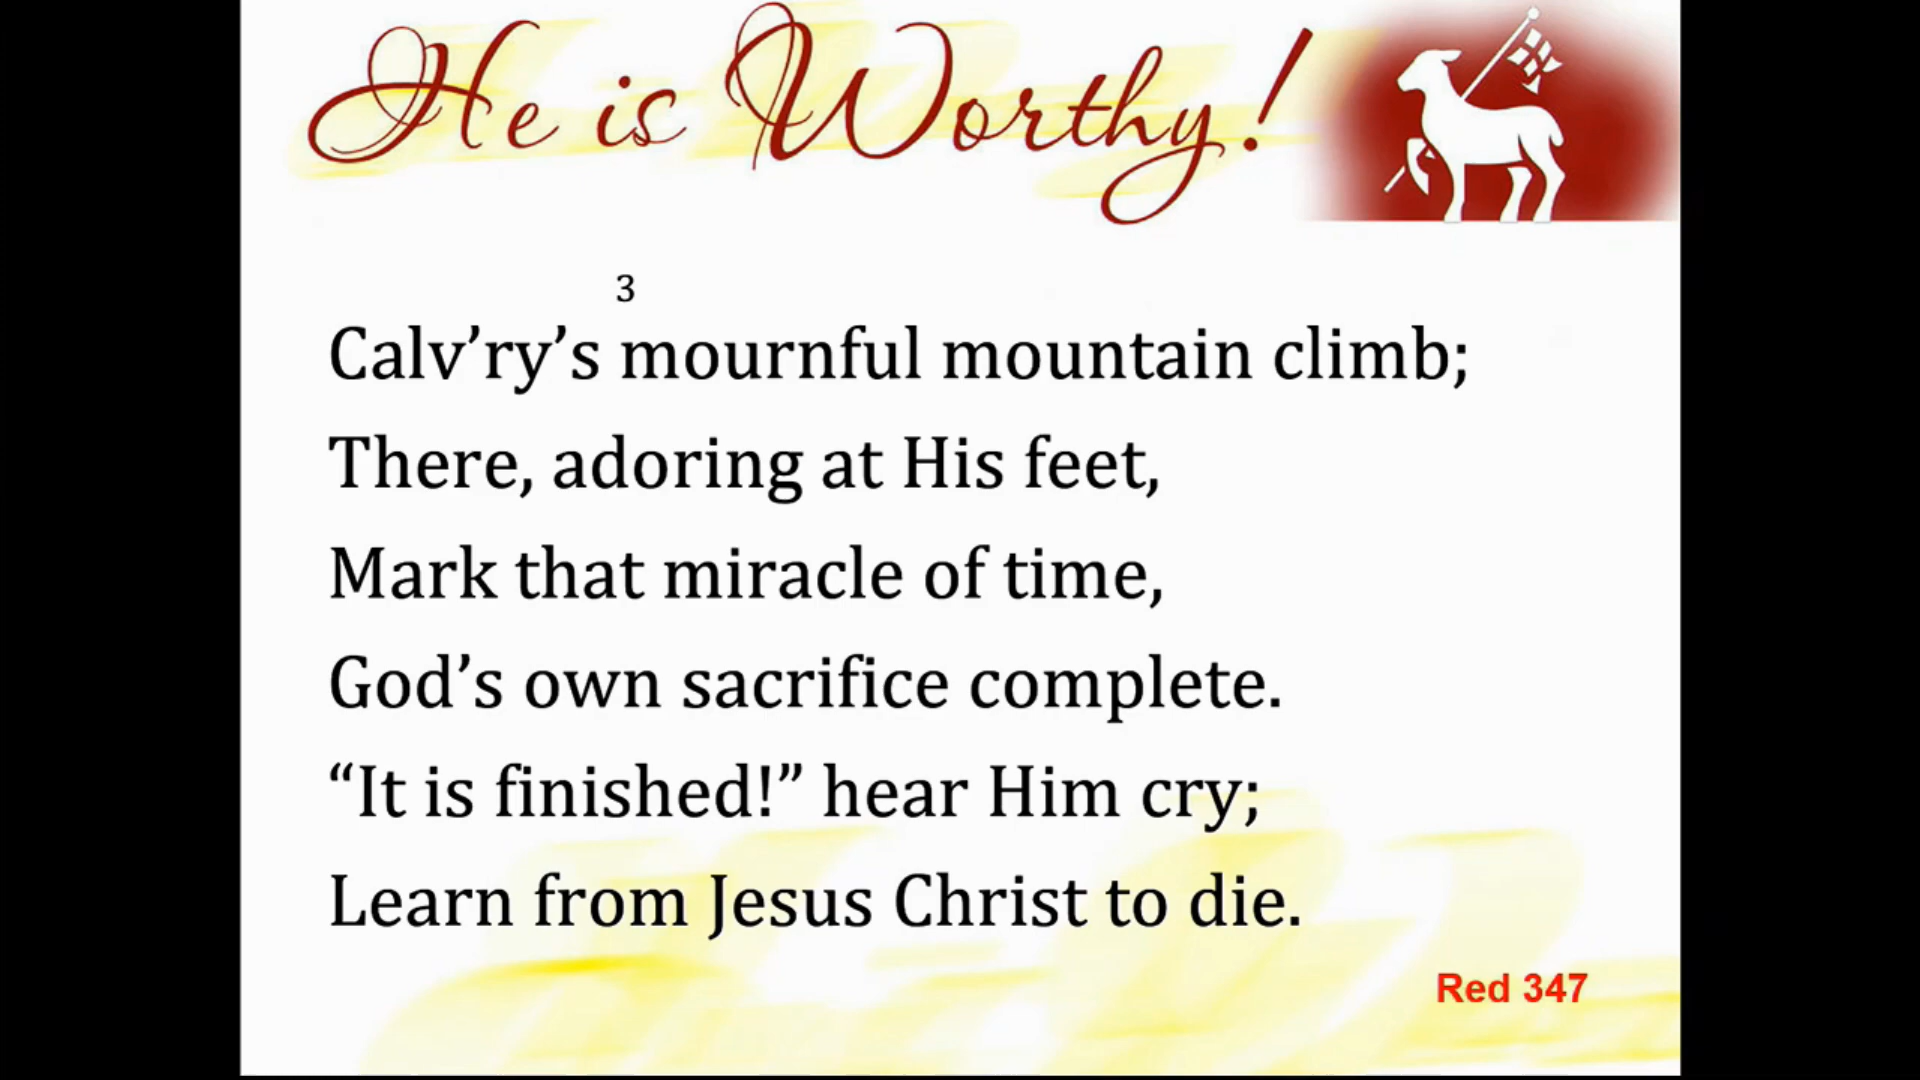 He is Worthy!
3
Calv’ry’s mournful mountain climb;
There, adoring at His feet,
Mark that miracle of time,
God’s own sacrifice complete.
“It is finished!” hear Him cry;
Learn from Jesus Christ to die.
Red 347